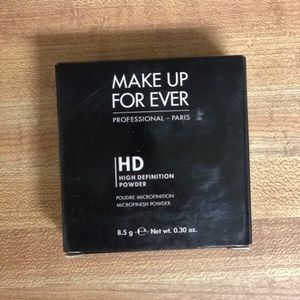 MAKE UP
FOR EVER
PROFESSIONAL – PARIS
HD
HIGH DEFINITION
POWDER
POUDRE MICROFINITION
MICROFINISH POWDER
8.5 g -℮- Net wt. 0.30 oz.